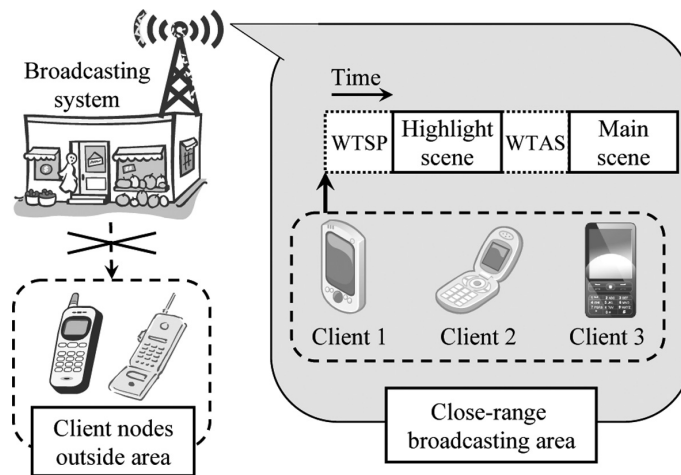 Broadcasting
system
Time
WTSP
Highlight
scene
WTAS
Main
scene
Client 1
Client 2
Client 3
Client nodes
outside area
Close-range
broadcasting area